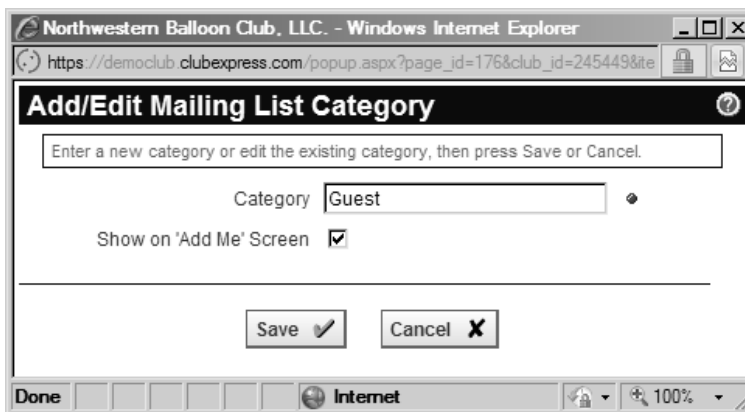 Northwestern Balloon Club, LLC. - Windows Internet Explorer
https://democlub.clubexpress.com/popup.aspx?page_id=176&club_id=245449&ite
Add/Edit Mailing List Category
Enter a new category or edit the existing category, then press Save or Cancel.
Category Guest
Show on 'Add Me' Screen
Save Cancel
Done Internet 100%